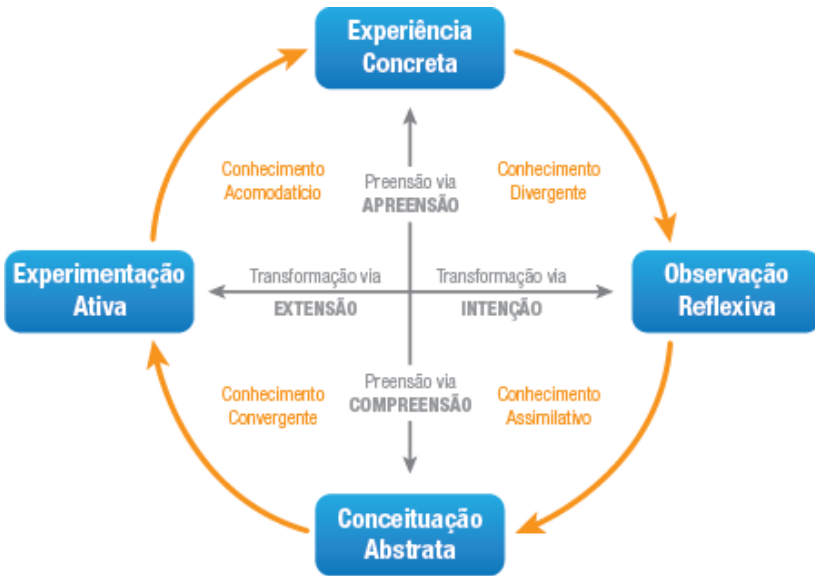 Experiência
Concreta
Conhecimento
Acomodatício
Preensão via
APREENSÃO
Conhecimento
Divergente
Experimentação
Ativa
Transformação via
EXTENSÃO
Transformação via
INTENÇÃO
Observação
Reflexiva
Conhecimento
Convergente
Preensão via
COMPREENSÃO
Conhecimento
Assimilativo
Conceituação
Abstrata